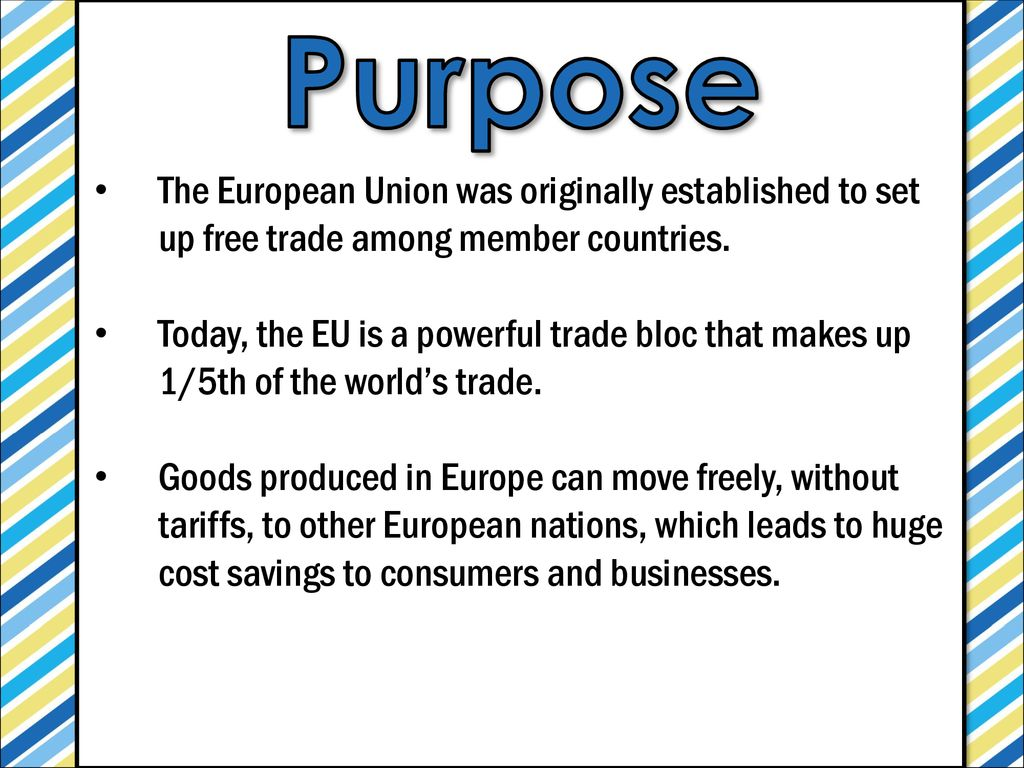 Purpose
• The European Union was originally established to set
up free trade among member countries.
• Today, the EU is a powerful trade bloc that makes up
1/5th of the world’s trade.
• Goods produced in Europe can move freely, without
tariffs, to other European nations, which leads to huge
cost savings to consumers and businesses.